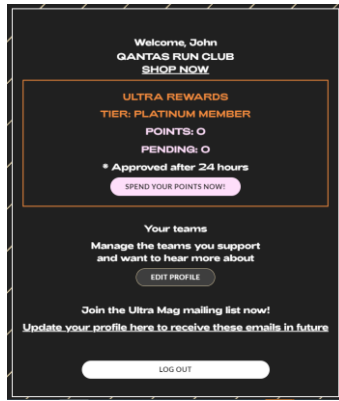 Welcome, John
QANTAS RUN CLUB
SHOP NOW
ULTRA REWARDS
TIER: PLATINUM MEMBER
POINTS: 0
PENDING: 0
* Approved after 24 hours
SPEND YOUR POINTS NOW!
Your teams
Manage the teams you support
and want to hear more about
EDIT PROFILE
Join the Ultra Mag mailing list now!
Update your profile here to receive these emails in future
LOG OUT